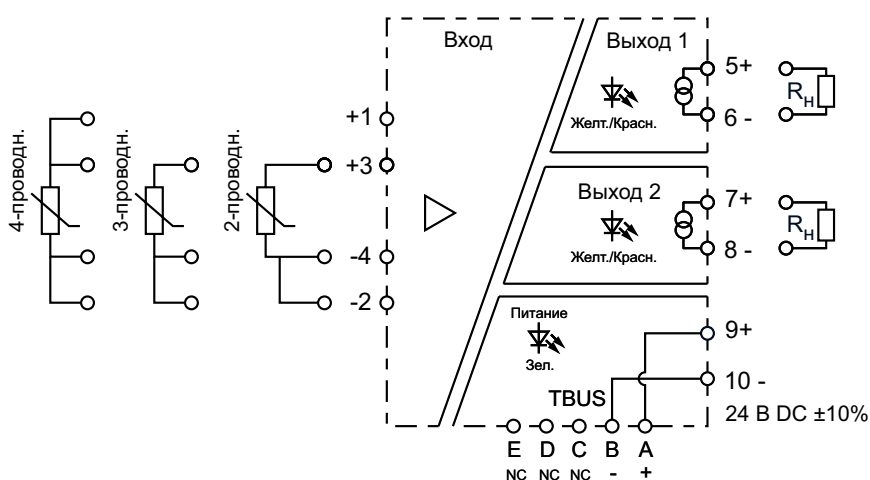 Вход
Выход 1
5+
6 -
Rн
Желт./Красн.
4-проводн.
3-проводн.
2-проводн.
+1
+3
-4
-2
Выход 2
7+
8 -
Rн
Желт./Красн.
Питание
Зел.
9+
10 -
24 В DC ±10%
TBUS
E D C B A
NC NC NC - +